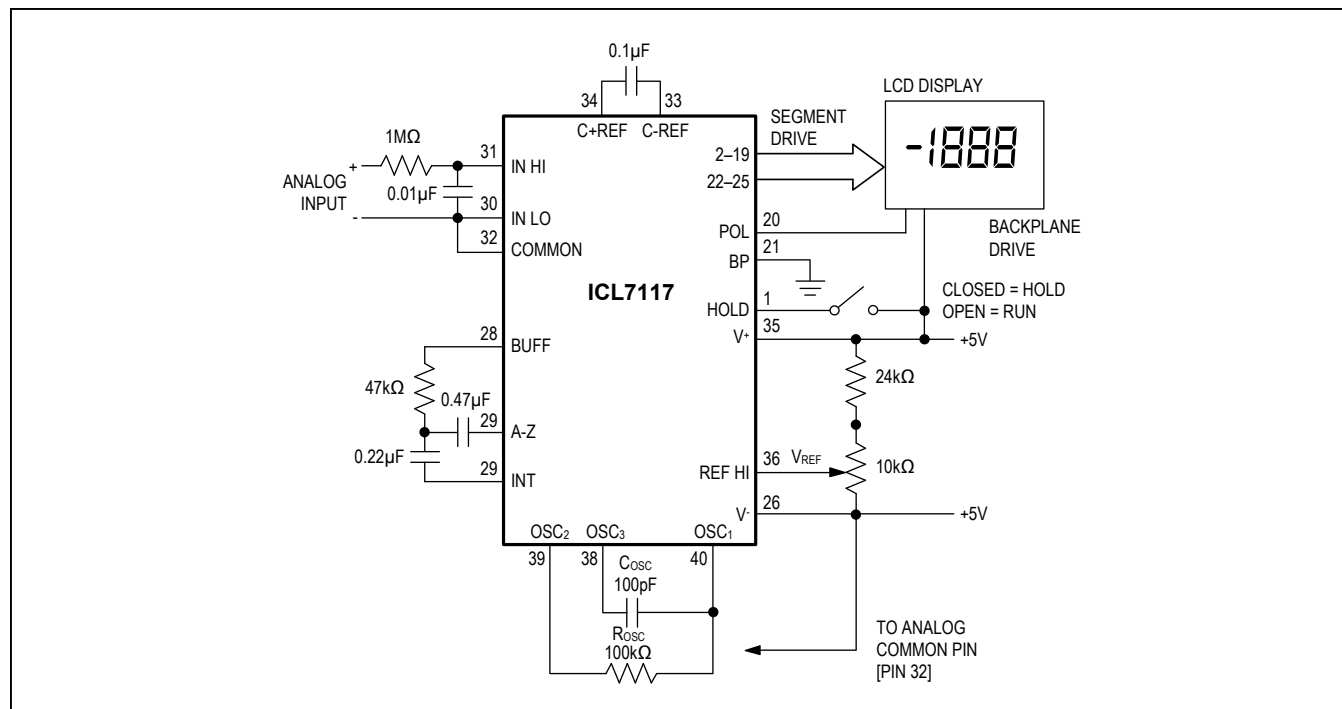 0.1µF
34
33
C+REF
C-REF
1MΩ
31
IN HI
+
ANALOG
INPUT
-
0.01µF
30
IN LO
32
COMMON
ICL7117
28
BUFF
47kΩ
0.47µF
29
A-Z
0.22µF
29
INT
OSC2
OSC3
OSC1
39
38
40
COSC
100pF
ROSC
100kΩ
SEGMENT
DRIVE
2–19
22–25
LCD DISPLAY
-1888
POL
20
BP
21
BACKPLANE
DRIVE
HOLD
1
CLOSED = HOLD
OPEN = RUN
35
V+
+5V
24kΩ
36
VREF
REF HI
10kΩ
26
V-
+5V
TO ANALOG
COMMON PIN
[PIN 32]